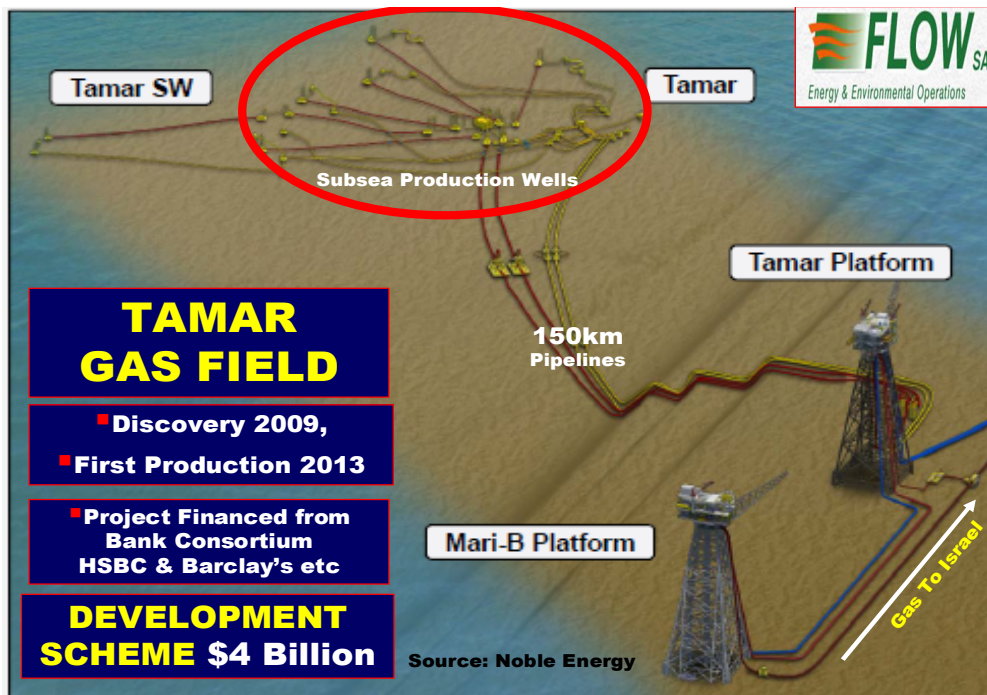 FLOW SA
Energy & Environmental Operations
Tamar SW
Tamar
Subsea Production Wells
Tamar Platform
150km
Pipelines
TAMAR
GAS FIELD
Discovery 2009,
First Production 2013
Project Financed from
Bank Consortium
HSBC & Barclay's etc
Mari-B Platform
Gas To Israel
DEVELOPMENT
SCHEME $4 Billion
Source: Noble Energy